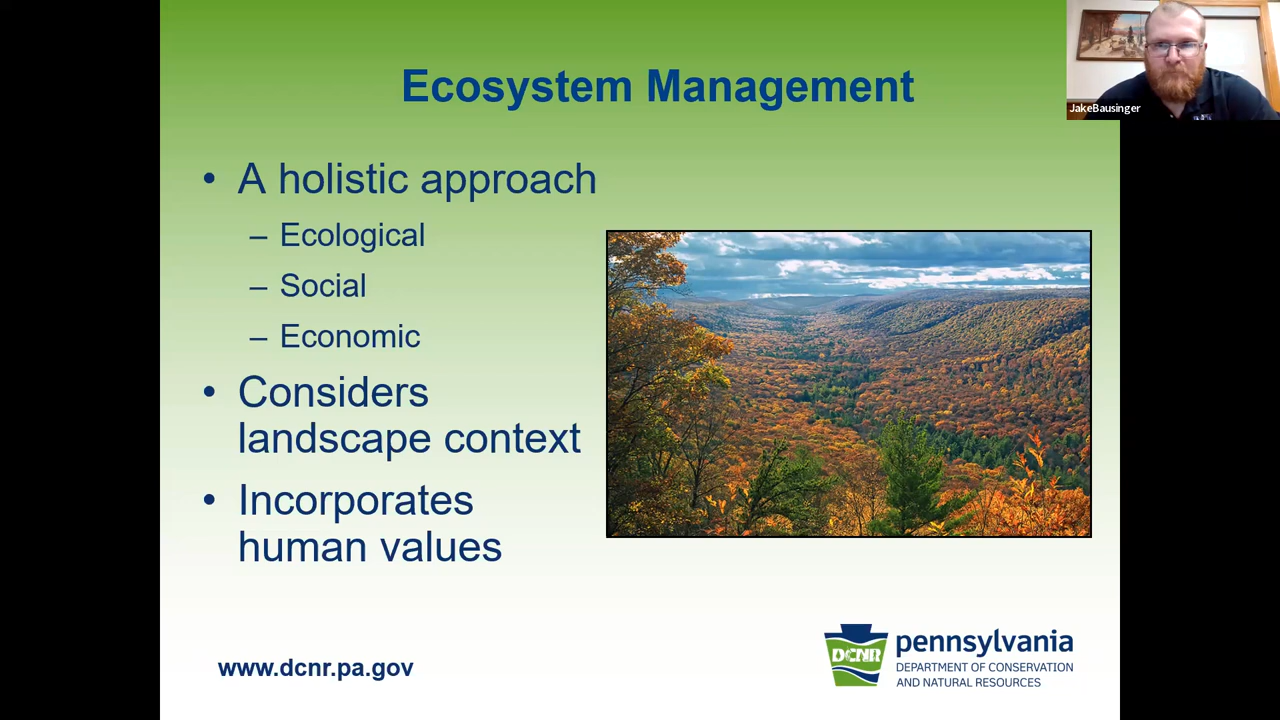 Ecosystem Management
JakeBausinger
• A holistic approach
– Ecological
– Social
– Economic
• Considers
landscape context
• Incorporates
human values
www.dcnr.pa.gov
DCNR
pennsylvania
DEPARTMENT OF CONSERVATION
AND NATURAL RESOURCES